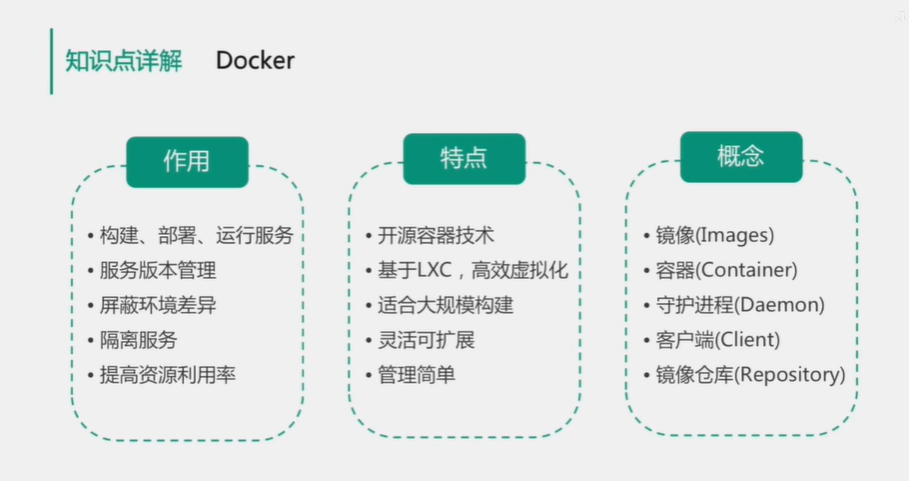 知识点详解 Docker
作用
• 构建、部署、运行服务
• 服务版本管理
• 屏蔽环境差异
• 隔离服务
• 提高资源利用率
特点
• 开源容器技术
• 基于LXC，高效虚拟化
• 适合大规模构建
• 灵活可扩展
• 管理简单
概念
• 镜像(Images)
• 容器(Container)
• 守护进程(Daemon)
• 客户端(Client)
• 镜像仓库(Repository)